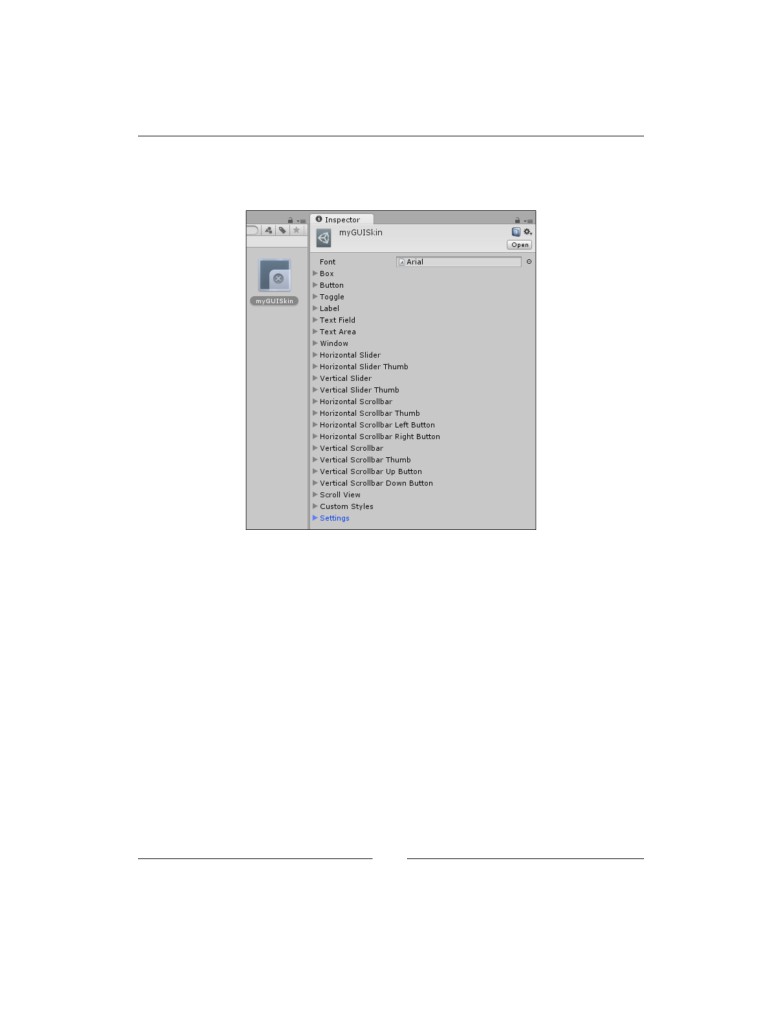 Inspector
myGUISkin
Open
myGUISkin
Font
Arial
Box
Button
Toggle
Label
Text Field
Text Area
Window
Horizontal Slider
Horizontal Slider Thumb
Vertical Slider
Vertical Slider Thumb
Horizontal Scrollbar
Horizontal Scrollbar Thumb
Horizontal Scrollbar Left Button
Horizontal Scrollbar Right Button
Vertical Scrollbar
Vertical Scrollbar Thumb
Vertical Scrollbar Up Button
Vertical Scrollbar Down Button
Scroll View
Custom Styles
Settings